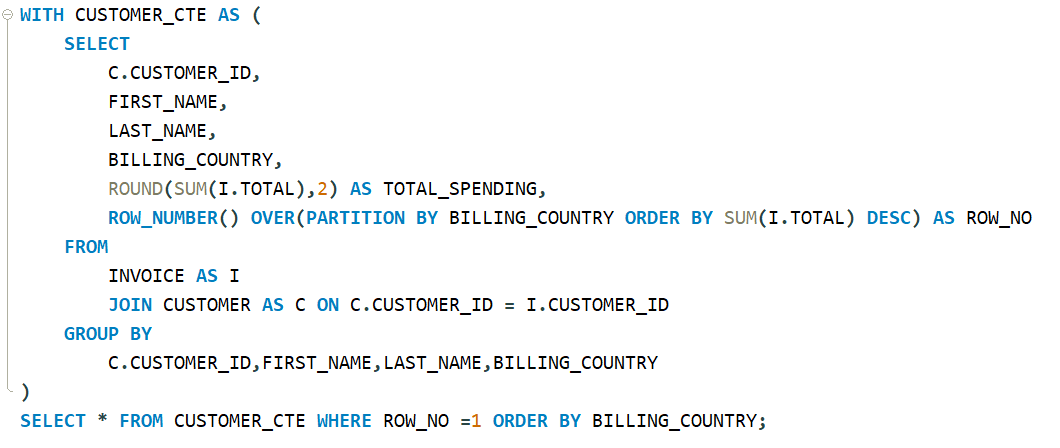 WITH CUSTOMER_CTE AS (
    SELECT
        C.CUSTOMER_ID,
        FIRST_NAME,
        LAST_NAME,
        BILLING_COUNTRY,
        ROUND(SUM(I.TOTAL),2) AS TOTAL_SPENDING,
        ROW_NUMBER() OVER(PARTITION BY BILLING_COUNTRY ORDER BY SUM(I.TOTAL) DESC) AS ROW_NO
    FROM
        INVOICE AS I
        JOIN CUSTOMER AS C ON C.CUSTOMER_ID = I.CUSTOMER_ID
    GROUP BY
        C.CUSTOMER_ID,FIRST_NAME,LAST_NAME,BILLING_COUNTRY
)
SELECT * FROM CUSTOMER_CTE WHERE ROW_NO =1 ORDER BY BILLING_COUNTRY;